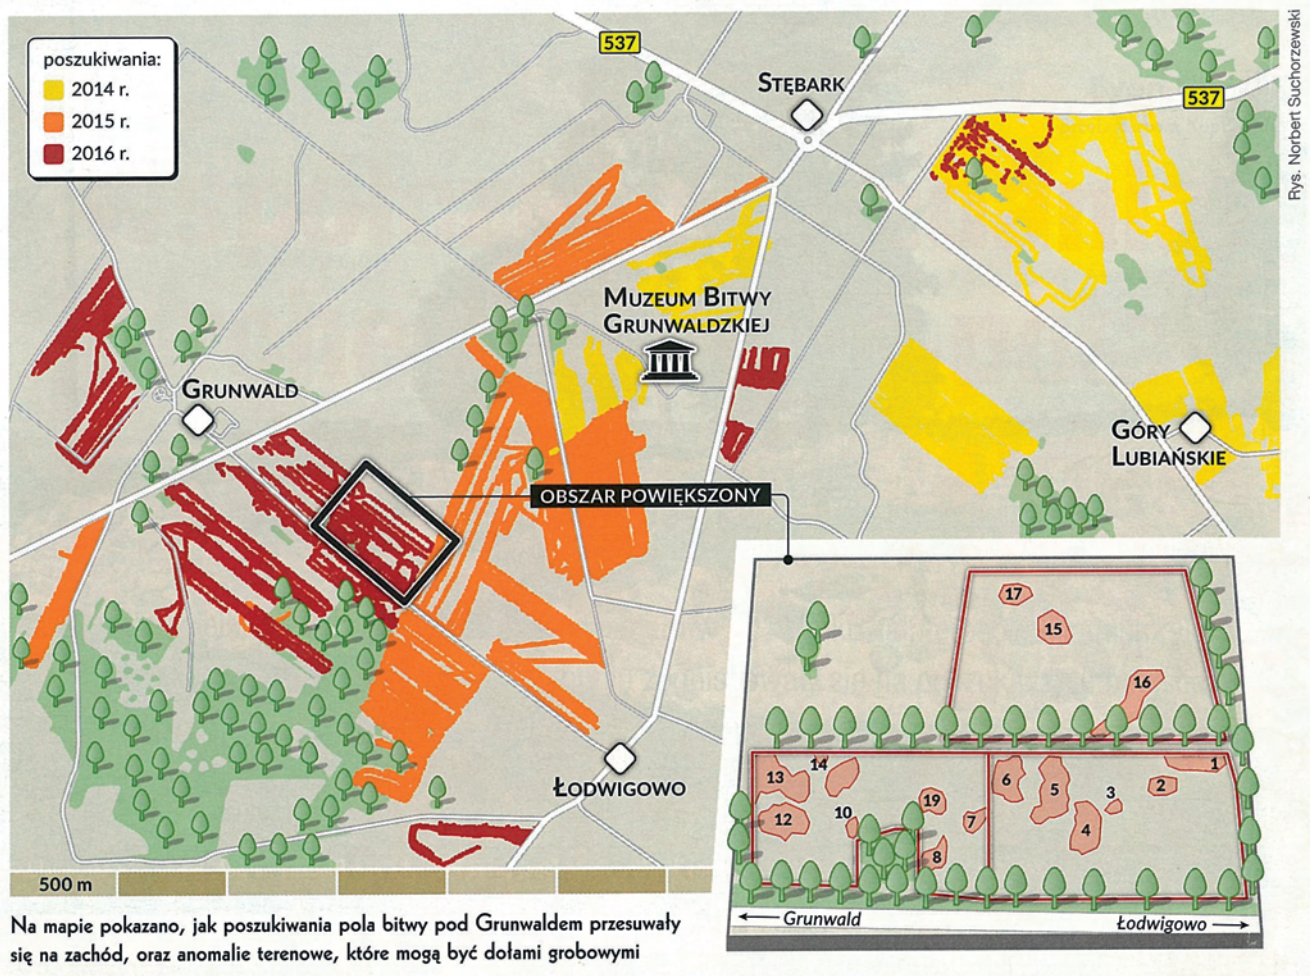 poszukiwania:
2014 r.
2015 r.
2016 r.
537
STĘBARK
537
Rys. Norbert Suchorzewski
MUZEUM BITWY
GRUNWALDZKIEJ
GRUNWALD
GÓRY
LUBIAŃSKIE
OBSZAR POWIĘKSZONY
ŁODWIGOWO
17
15
16
13
14
6
5
3
2
1
12
10
19
7
4
8
← Grunwald
Łodwigowo →
500 m
Na mapie pokazano, jak poszukiwania pola bitwy pod Grunwaldem przesuwały
się na zachód, oraz anomalie terenowe, które mogą być dołami grobowymi